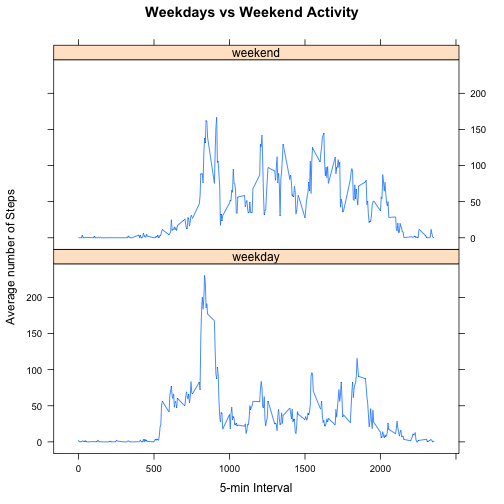 Weekdays vs Weekend Activity
weekend
200
150
100
50
0
weekday
200
150
100
50
0
0 500 1000 1500 2000
5-min Interval
Average number of Steps